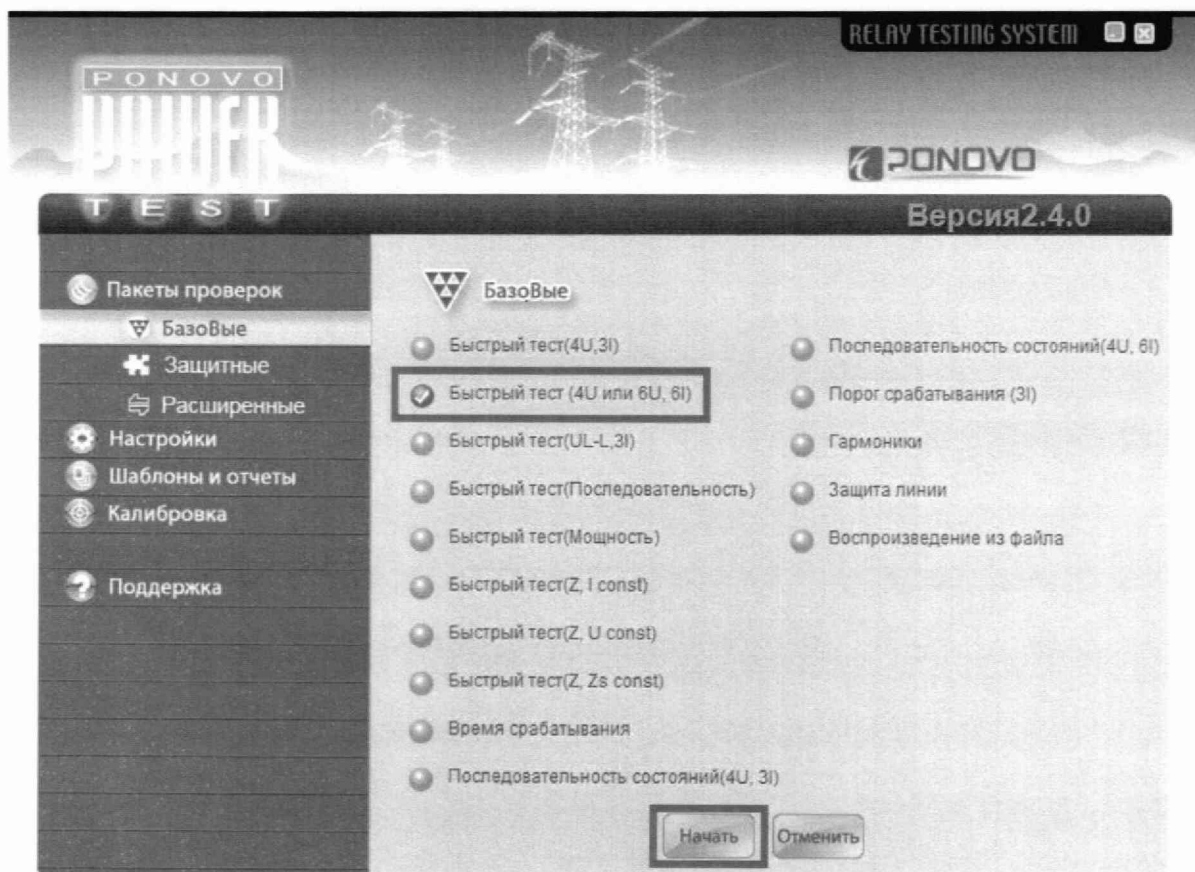 RELAY TESTING SYSTEM
PONOVO
POWER
TEST
PONOVO
Версия2.4.0
Пакеты проверок
БазоВые
Защитные
Расширенные
Настройки
Шаблоны и отчеты
Калибровка
Поддержка
БазоВые
Быстрый тест(4U,3I)
Быстрый тест (4U или 6U, 6I)
Быстрый тест(UL-L,3I)
Быстрый тест(Последовательность)
Быстрый тест(Мощность)
Быстрый тест(Z, I const)
Быстрый тест(Z, U const)
Быстрый тест(Z, Zs const)
Время срабатывания
Последовательность состояний(4U, 3I)
Последовательность состояний(4U, 6I)
Порог срабатывания (3I)
Гармоники
Защита линии
Воспроизведение из файла
Начать
Отменить